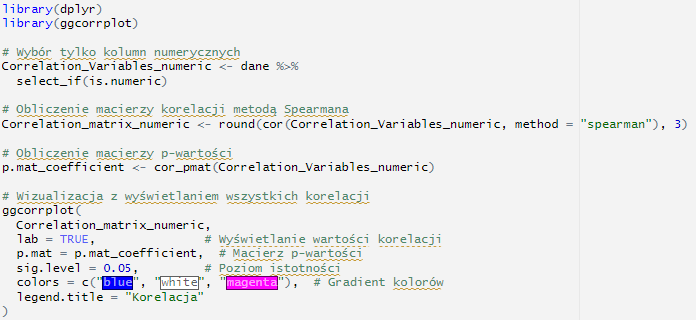 library(dplyr)
library(ggcorrplot)
# Wybór tylko kolumn numerycznych
Correlation_Variables_numeric <- dane %>%
  select_if(is.numeric)
# Obliczenie macierzy korelacji metodą Spearmana
Correlation_matrix_numeric <- round(cor(Correlation_Variables_numeric, method = "spearman"), 3)
# Obliczenie macierzy p-wartości
p.mat_coefficient <- cor_pmat(Correlation_Variables_numeric)
# Wizualizacja z wyświetlaniem wszystkich korelacji
ggcorrplot(
  Correlation_matrix_numeric,
  lab = TRUE,               # Wyświetlanie wartości korelacji
  p.mat = p.mat_coefficient,  # Macierz p-wartości
  sig.level = 0.05,         # Poziom istotności
  colors = c("blue", "white", "magenta"),  # Gradient kolorów
  legend.title = "Korelacja"
)